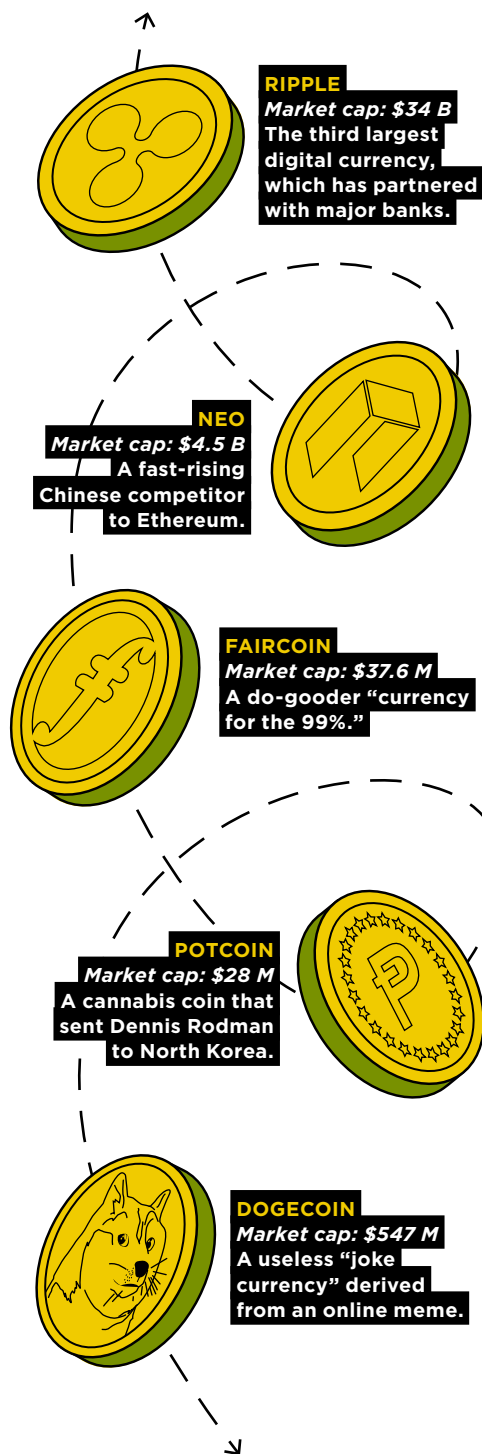 RIPPLE
Market cap: $34 B
The third largest
digital currency,
which has partnered
with major banks.
NEO
Market cap: $4.5 B
A fast-rising
Chinese competitor
to Ethereum.
FAIRCOIN
Market cap: $37.6 M
A do-gooder “currency
for the 99%.”
POTCOIN
Market cap: $28 M
A cannabis coin that
sent Dennis Rodman
to North Korea.
DOGECOIN
Market cap: $547 M
A useless “joke
currency” derived
from an online meme.